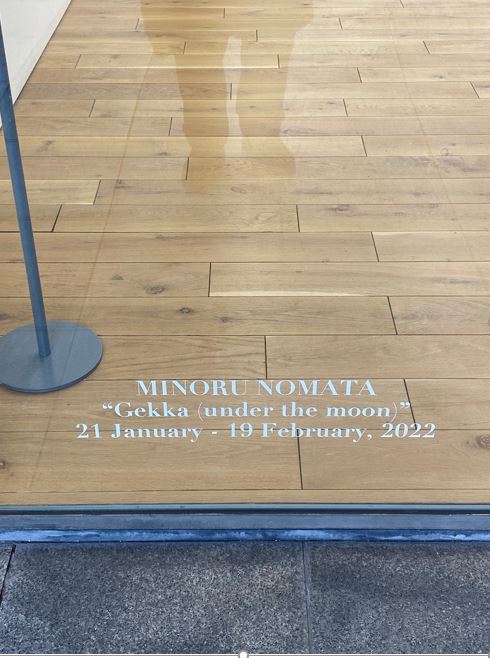 MINORU NOMATA
“Gekka (under the moon)”
21 January - 19 February, 2022